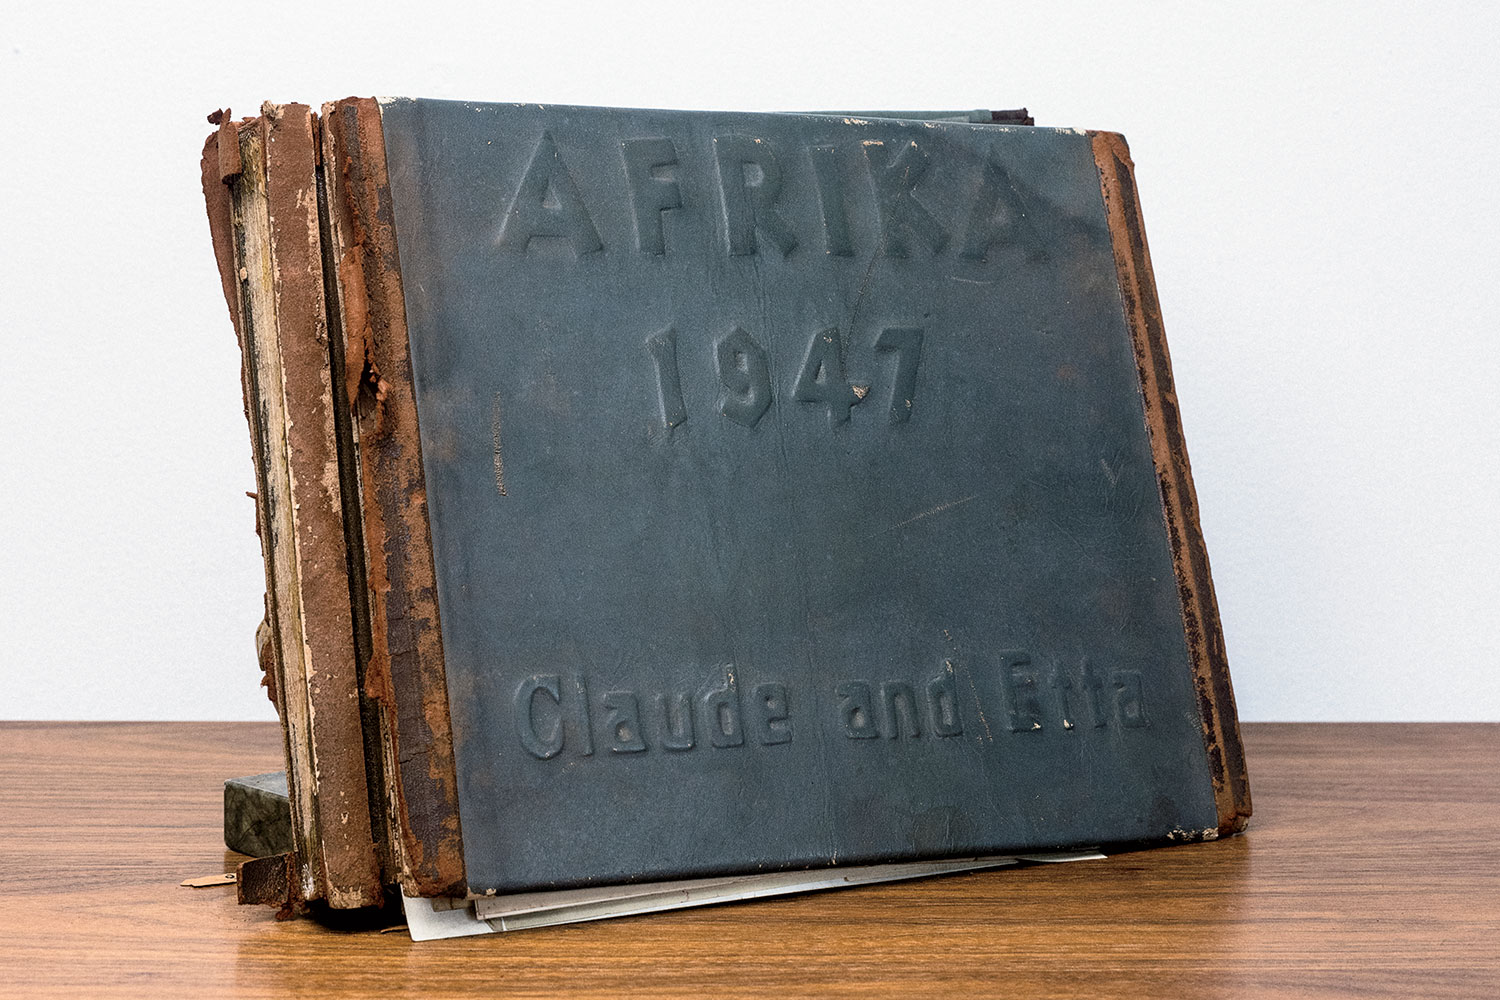 AFRIKA
1947
Claude and Etta